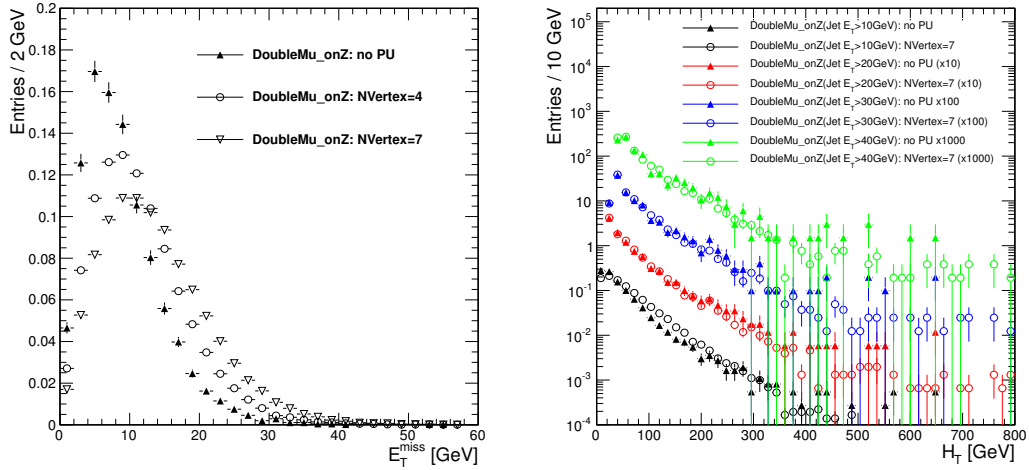 Entries / 2 GeV
0.2
0.18
0.16
0.14
0.12
0.1
0.08
0.06
0.04
0.02
0
DoubleMu_onZ: no PU
DoubleMu_onZ: NVertex=4
DoubleMu_onZ: NVertex=7
0 10 20 30 40 50 60
E_T^miss [GeV]
Entries / 10 GeV
10^5
10^4
10^3
10^2
10
1
10^-1
10^-2
10^-3
10^-4
DoubleMu_onZ(Jet E_T>10GeV): no PU
DoubleMu_onZ(Jet E_T>10GeV): NVertex=7
DoubleMu_onZ(Jet E_T>20GeV): no PU (x10)
DoubleMu_onZ(Jet E_T>20GeV): NVertex=7 (x10)
DoubleMu_onZ(Jet E_T>30GeV): no PU x100
DoubleMu_onZ(Jet E_T>30GeV): NVertex=7 (x100)
DoubleMu_onZ(Jet E_T>40GeV): no PU x1000
DoubleMu_onZ(Jet E_T>40GeV): NVertex=7 (x1000)
0 100 200 300 400 500 600 700 800
H_T [GeV]